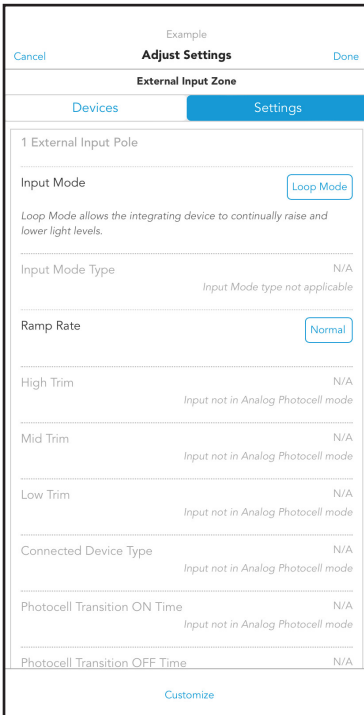 Example
Cancel Adjust Settings Done
External Input Zone
Devices Settings
1 External Input Pole
Input Mode Loop Mode
Loop Mode allows the integrating device to continually raise and
lower light levels.
Input Mode Type N/A
Input Mode type not applicable
Ramp Rate Normal
High Trim N/A
Input not in Analog Photocell mode
Mid Trim N/A
Input not in Analog Photocell mode
Low Trim N/A
Input not in Analog Photocell mode
Connected Device Type N/A
Input not in Analog Photocell mode
Photocell Transition ON Time N/A
Input not in Analog Photocell mode
Photocell Transition OFF Time N/A
Customize